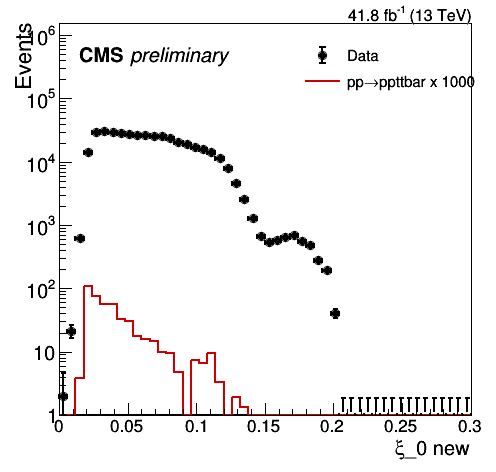 41.8 fb⁻¹ (13 TeV)
Events
CMS preliminary
Data
pp→ppttbar x 1000
10⁶
10⁵
10⁴
10³
10²
10
1
0 0.05 0.1 0.15 0.2 0.25 0.3
ξ_0 new